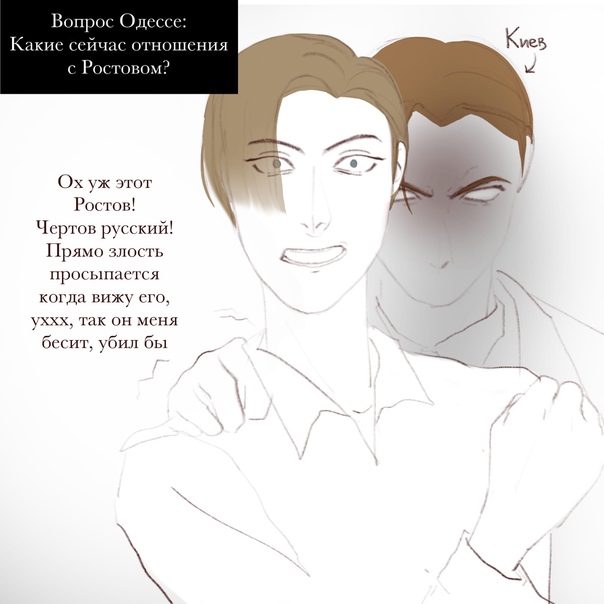 Вопрос Одессе:
Какие сейчас отношения
с Ростовом?
Киев
Ох уж этот
Ростов!
Чертов русский!
Прямо злость
просыпается
когда вижу его,
уххх, так он меня
бесит, убил бы